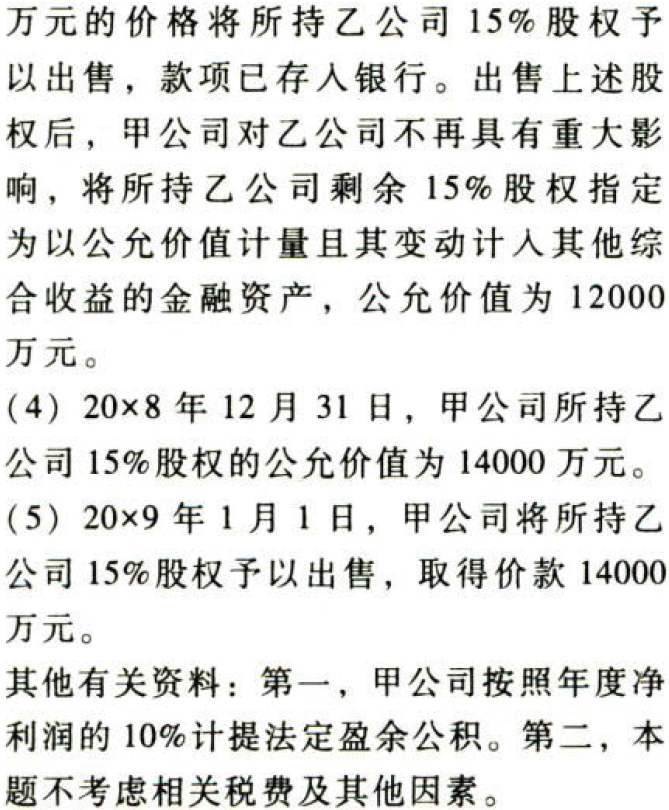 万元的价格将所持乙公司 15%股权予
以出售，款项已存入银行。出售上述股
权后，甲公司对乙公司不再具有重大影
响，将所持乙公司剩余 15%股权指定
为以公允价值计量且其变动计入其他综
合收益的金融资产，公允价值为 12000
万元。
(4) 20×8 年 12 月 31 日，甲公司所持乙
公司 15%股权的公允价值为 14000 万元。
(5) 20×9 年 1 月 1 日，甲公司将所持乙
公司 15%股权予以出售，取得价款 14000
万元。
其他有关资料：第一，甲公司按照年度净
利润的 10%计提法定盈余公积。第二，本
题不考虑相关税费及其他因素。